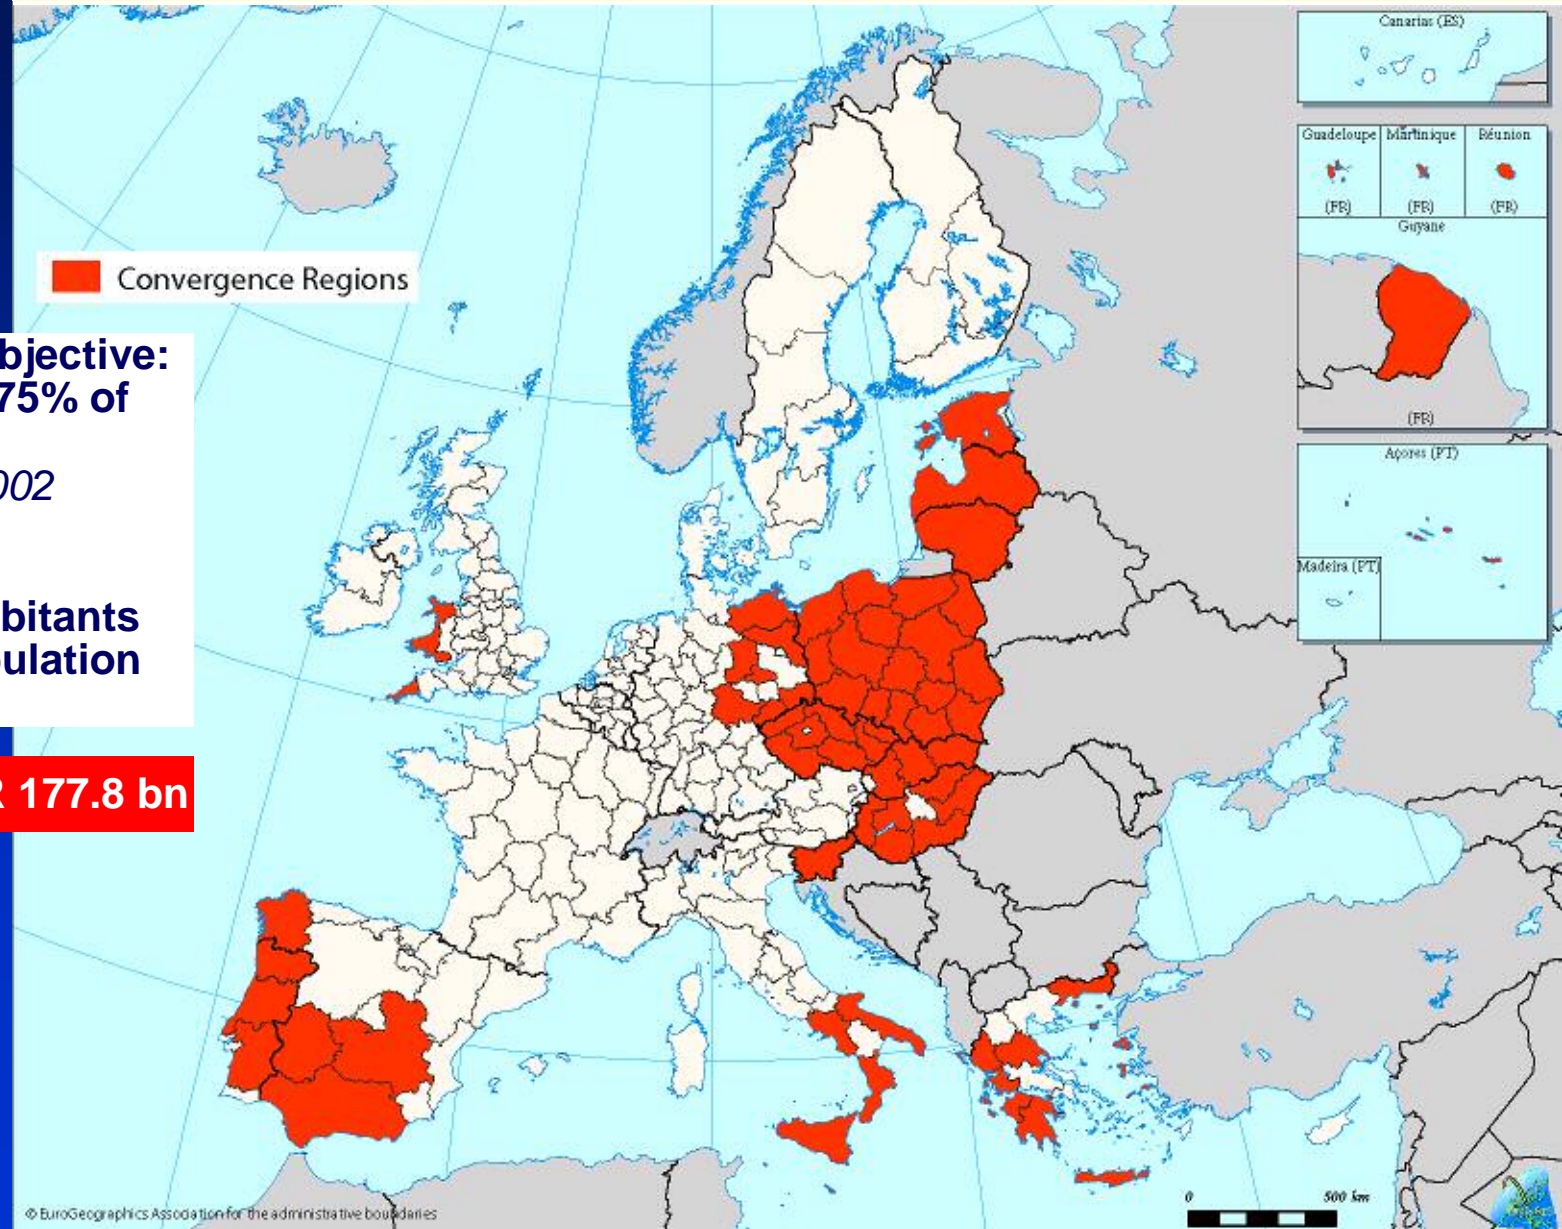 Canarias (ES)
Guadeloupe
Martinique
Réunion
(FR)
(FR)
(FR)
Guyane
(FR)
Açores (PT)
Madeira (PT)
Convergence Regions
bjective:
75% of
002
bitants
ulation
177.8 bn
0
500 km
© EuroGeographics Association for the administrative boundaries